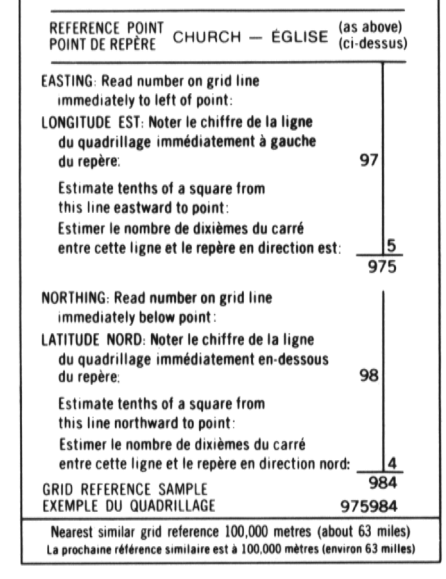 REFERENCE POINT CHURCH — ÉGLISE (as above)
POINT DE REPÈRE (ci-dessus)
EASTING: Read number on grid line
immediately to left of point:
LONGITUDE EST: Noter le chiffre de la ligne
du quadrillage immédiatement à gauche
du repère: 97
Estimate tenths of a square from
this line eastward to point:
Estimer le nombre de dixièmes du carré
entre cette ligne et le repère en direction est: 5
975
NORTHING: Read number on grid line
immediately below point:
LATITUDE NORD: Noter le chiffre de la ligne
du quadrillage immédiatement en-dessous
du repère: 98
Estimate tenths of a square from
this line northward to point:
Estimer le nombre de dixièmes du carré
entre cette ligne et le repère en direction nord: 4
984
GRID REFERENCE SAMPLE
EXEMPLE DU QUADRILLAGE 975984
Nearest similar grid reference 100,000 metres (about 63 miles)
La prochaine référence similaire est à 100,000 mètres (environ 63 milles)